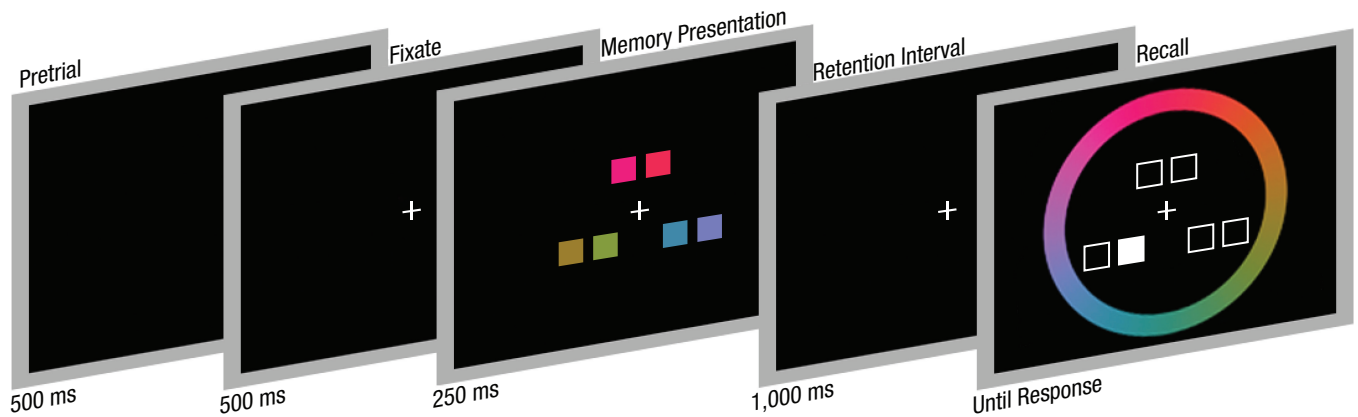 Pretrial
Fixate
Memory Presentation
Retention Interval
Recall
500 ms
500 ms
250 ms
1,000 ms
Until Response